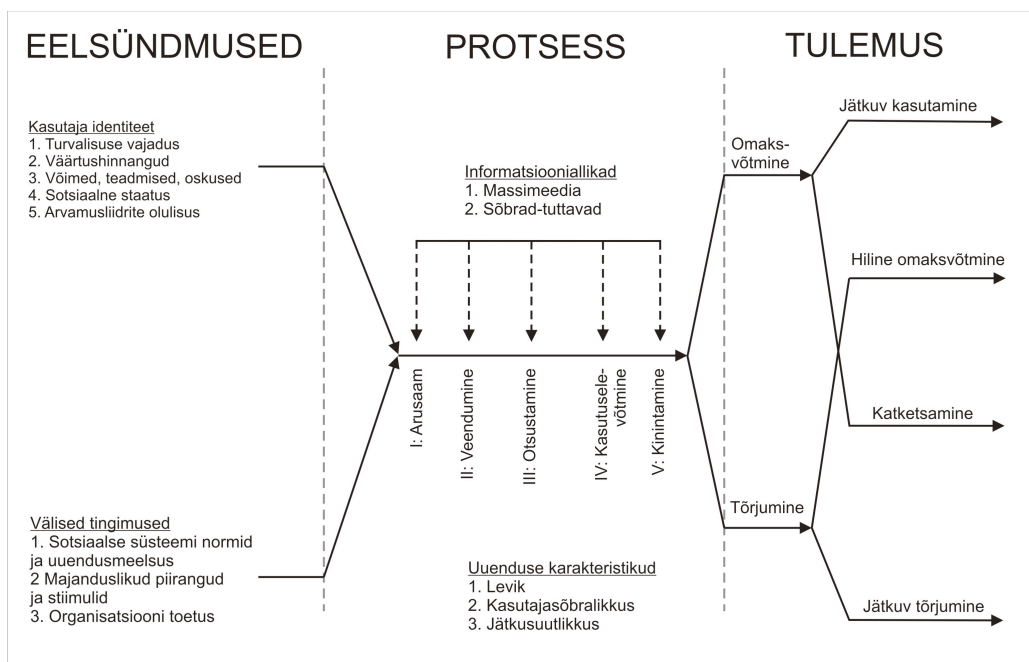 EELSÜNDMUSED
PROTSESS
TULEMUS
Kasutaja identiteet
1. Turvalisuse vajadus
2. Väärtushinnangud
3. Võimed, teadmised, oskused
4. Sotsiaalne staatus
5. Arvamusliidrite olulisus
Välised tingimused
1. Sotsiaalse süsteemi normid
ja uuendusmeelsus
2 Majanduslikud piirangud
ja stiimulid
3. Organisatsiooni toetus
Informatsiooniallikad
1. Massimeedia
2. Sõbrad-tuttavad
I: Arusaam
II: Veendumine
III: Otsustamine
IV: Kasutusele-
võtmine
V: Kinintamine
Uuenduse karakteristikud
1. Levik
2. Kasutajasõbralikkus
3. Jätkusuutlikkus
Omaks-
võtmine
Tõrjumine
Jätkuv kasutamine
Hiline omaksvõtmine
Katketsamine
Jätkuv tõrjumine